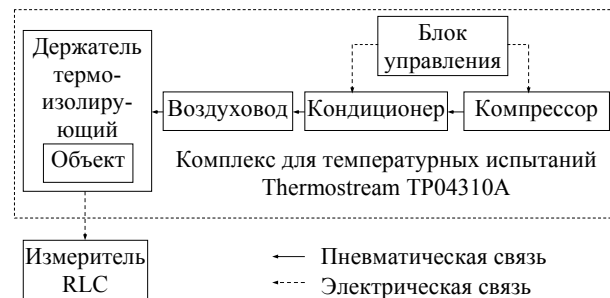 Держатель
термо-
изолиру-
ющий
Объект
Блок
управления
Воздуховод
Кондиционер
Компрессор
Комплекс для температурных испытаний
Thermostream TP04310A
Измеритель
RLC
Пневматическая связь
Электрическая связь